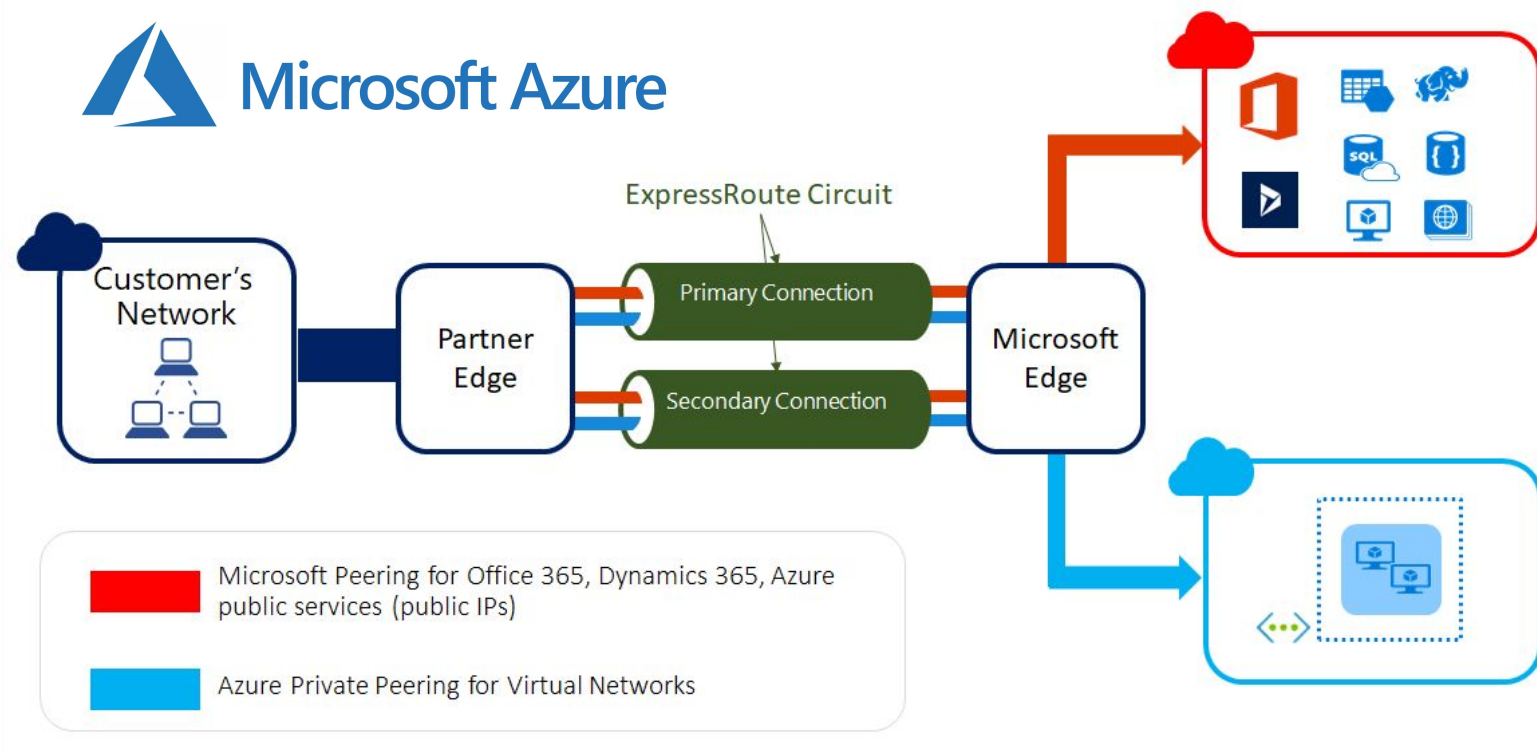 Microsoft Azure
ExpressRoute Circuit
Customer's
Network
Partner
Edge
Primary Connection
Secondary Connection
Microsoft
Edge
SQL
Microsoft Peering for Office 365, Dynamics 365, Azure
public services (public IPs)
Azure Private Peering for Virtual Networks